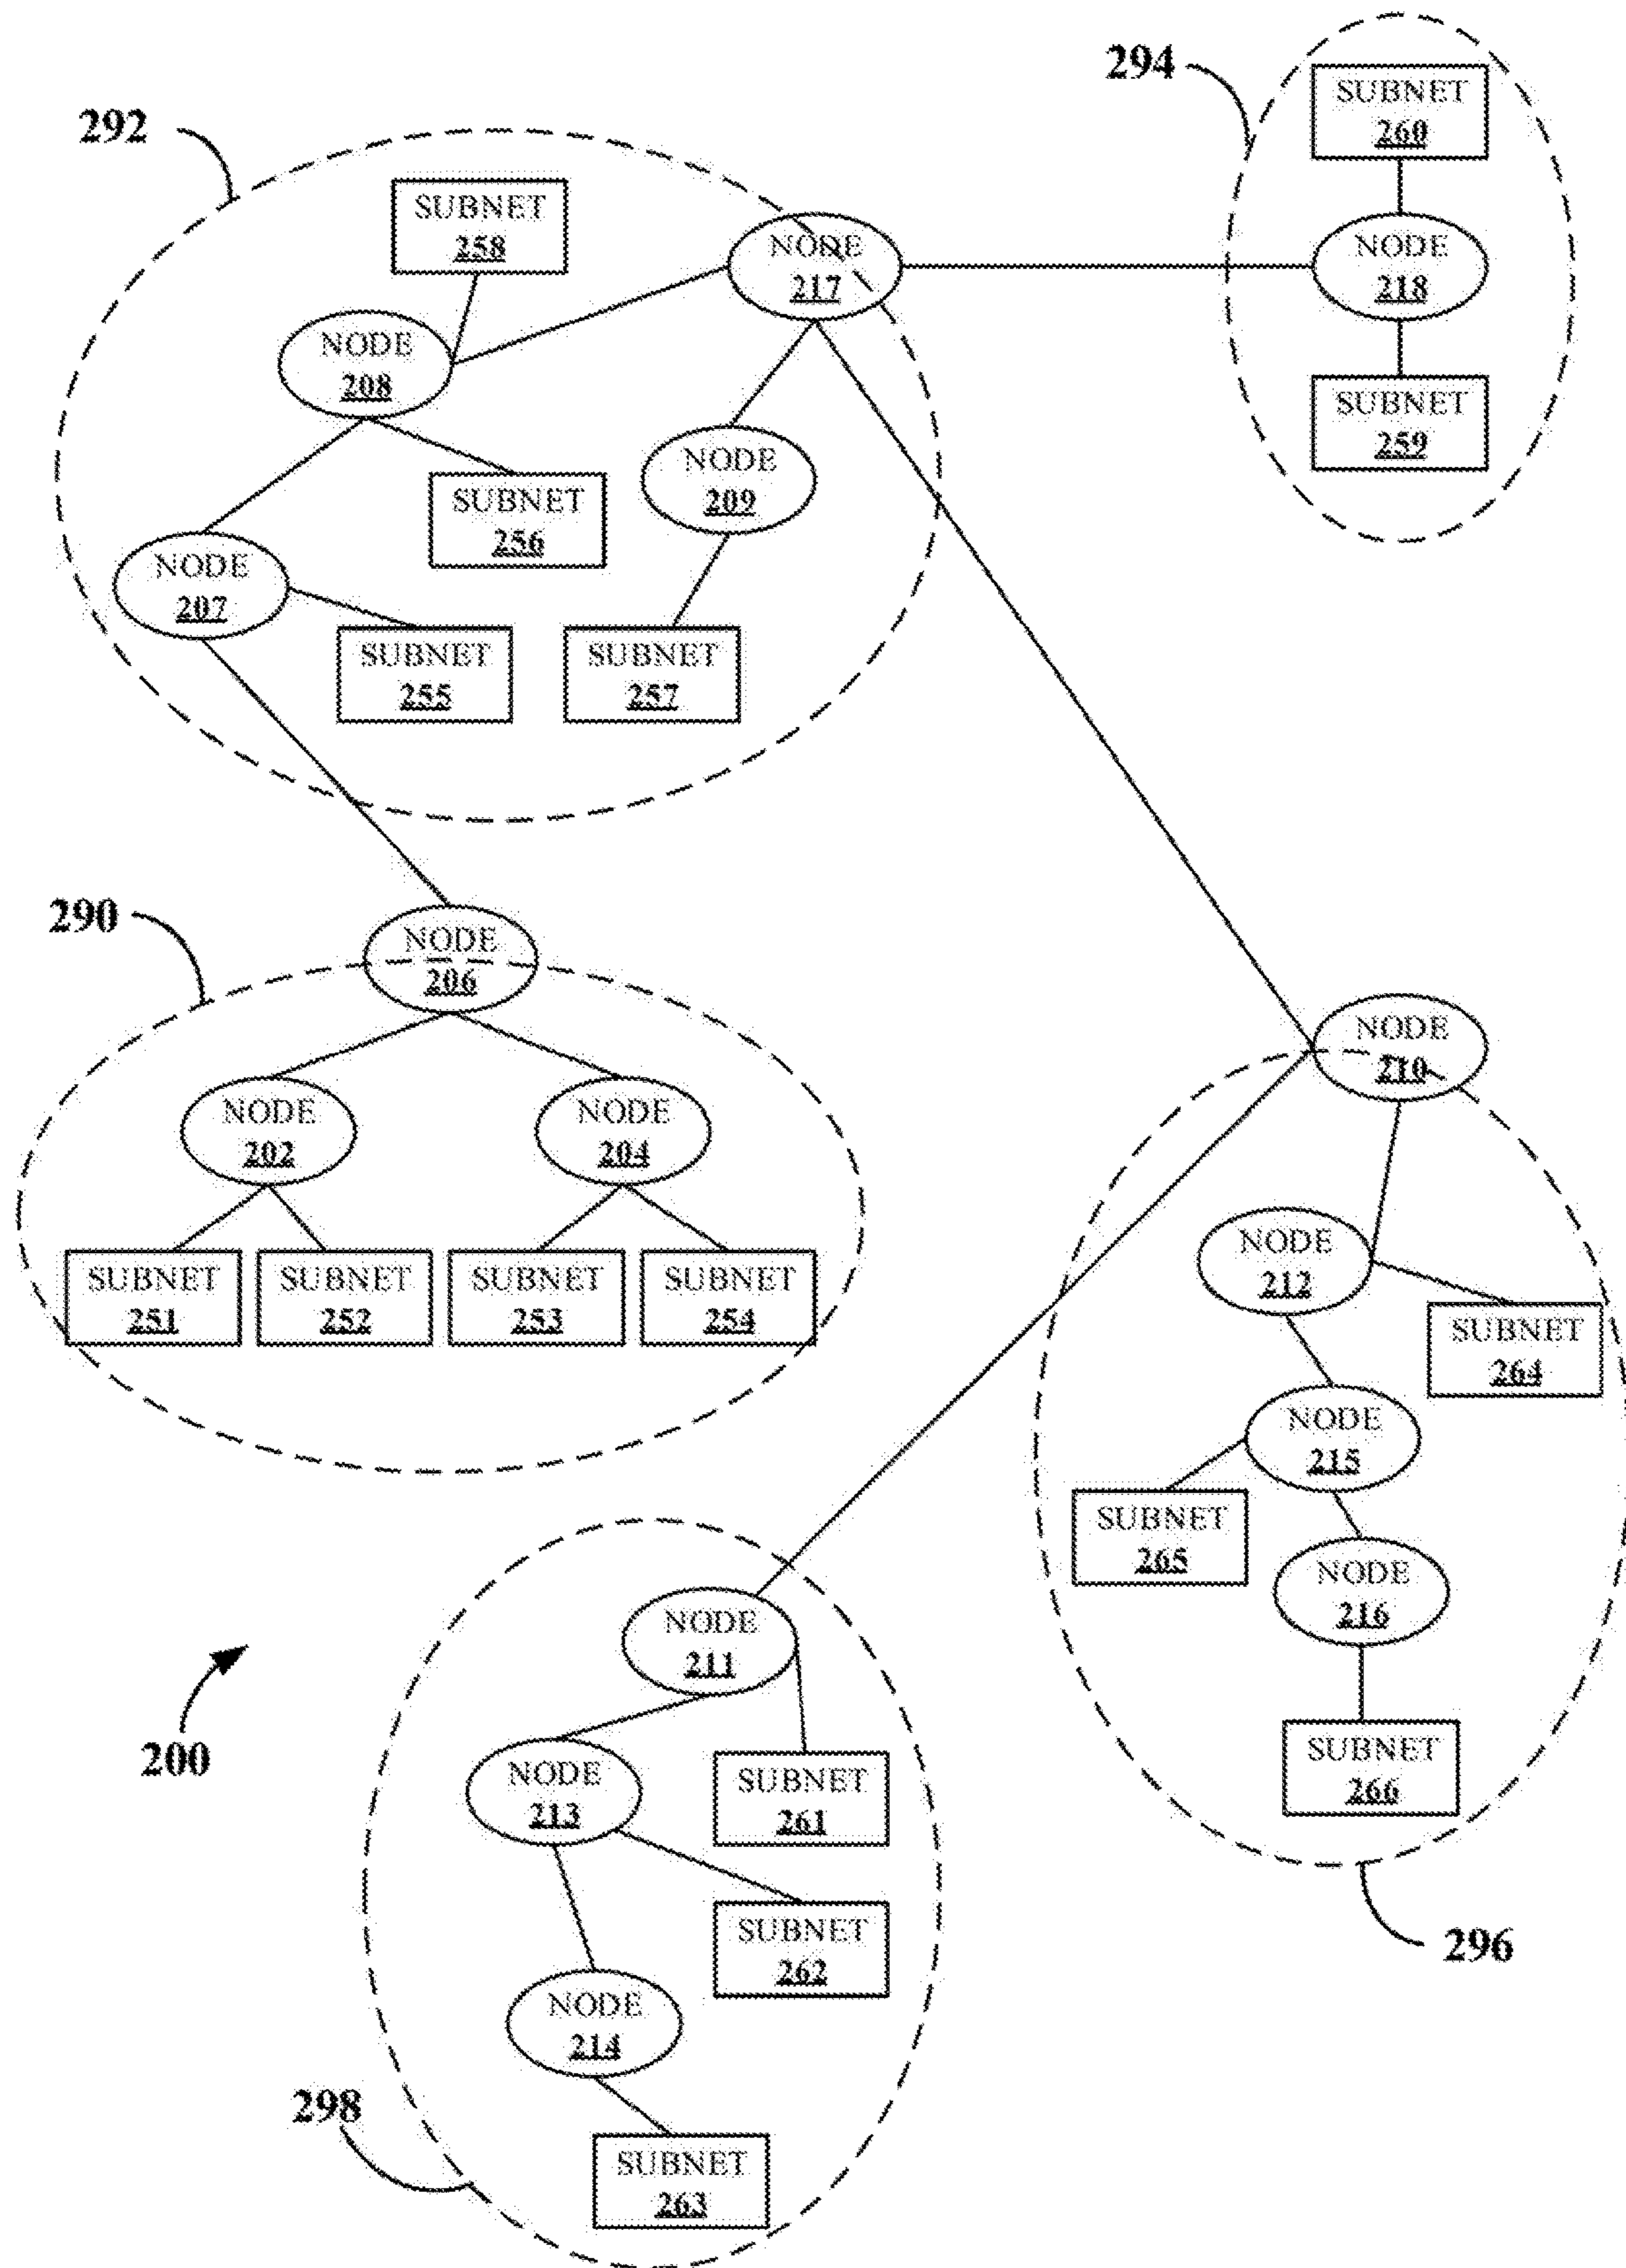 294
SUBNET
260
292
SUBNET
258
NODE
217
NODE
218
NODE
208
SUBNET
259
NODE
209
SUBNET
256
NODE
207
SUBNET
255
SUBNET
257
290
NODE
206
NODE
210
NODE
202
NODE
204
NODE
212
SUBNET
251
SUBNET
252
SUBNET
253
SUBNET
254
SUBNET
264
NODE
215
SUBNET
265
NODE
216
NODE
211
200
SUBNET
266
NODE
213
SUBNET
261
SUBNET
262
296
NODE
214
298
SUBNET
263